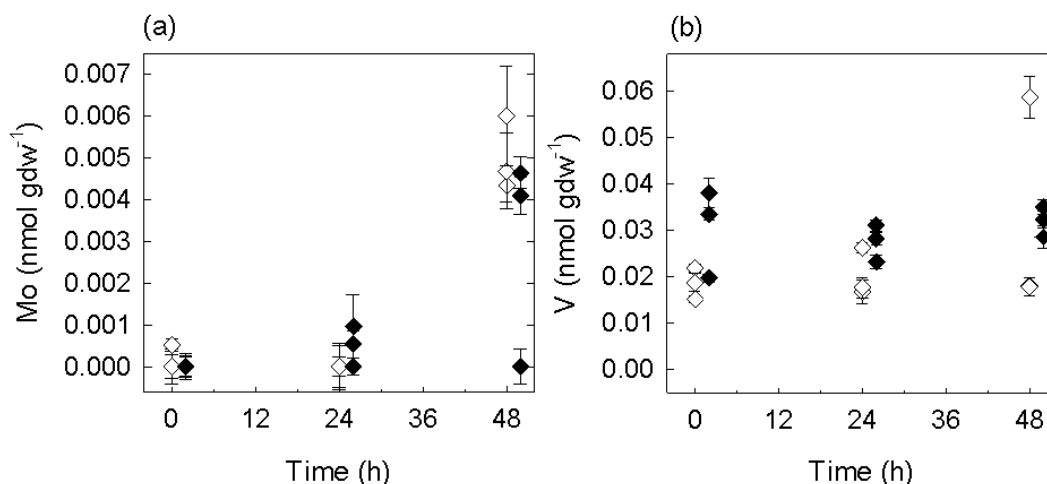 (a)
Mo (nmol gdw⁻¹)
0.007
0.006
0.005
0.004
0.003
0.002
0.001
0.000
0 12 24 36 48
Time (h)
(b)
V (nmol gdw⁻¹)
0.06
0.05
0.04
0.03
0.02
0.01
0.00
0 12 24 36 48
Time (h)